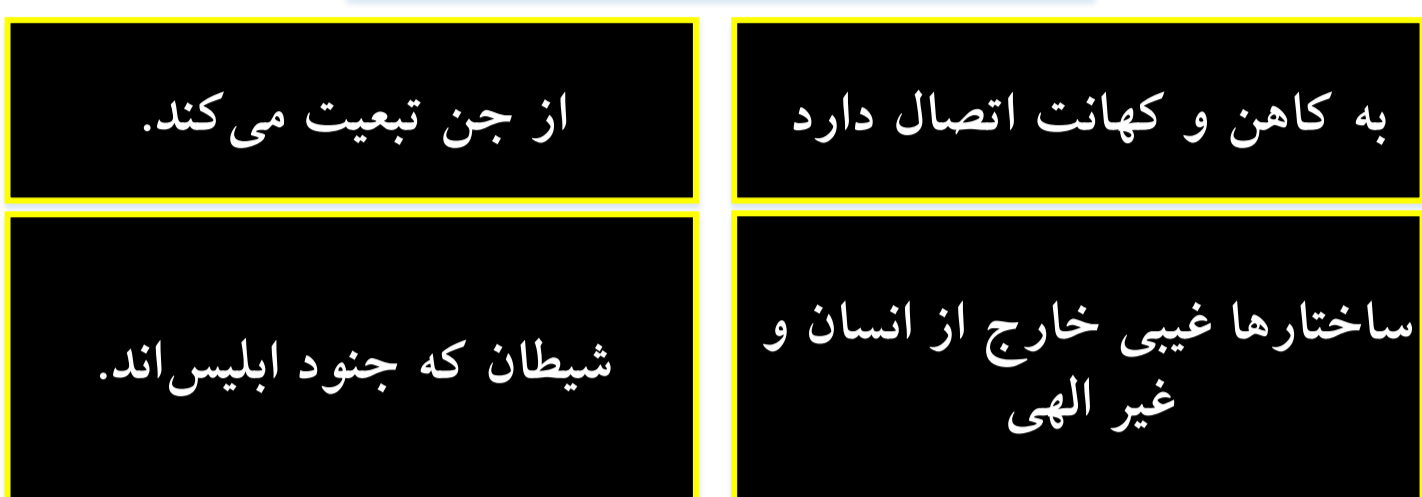 به کاهن و کهانت اتصال دارد
از جن تبعیت می‌کند.
ساختارها غیبی خارج از انسان و
غیر الهی
شیطان که جنود ابلیس‌اند.